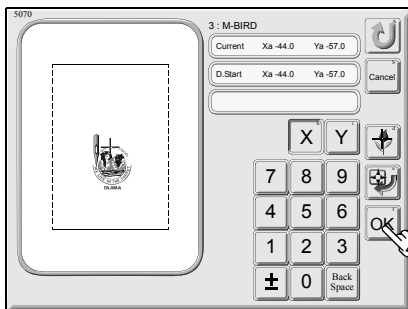 5070
3 : M-BIRD
Current Xa -44.0 Ya -57.0
D.Start Xa -44.0 Ya -57.0
Cancel
X Y
7 8 9
4 5 6
OK
1 2 3
± 0 Back Space
TAJIMA